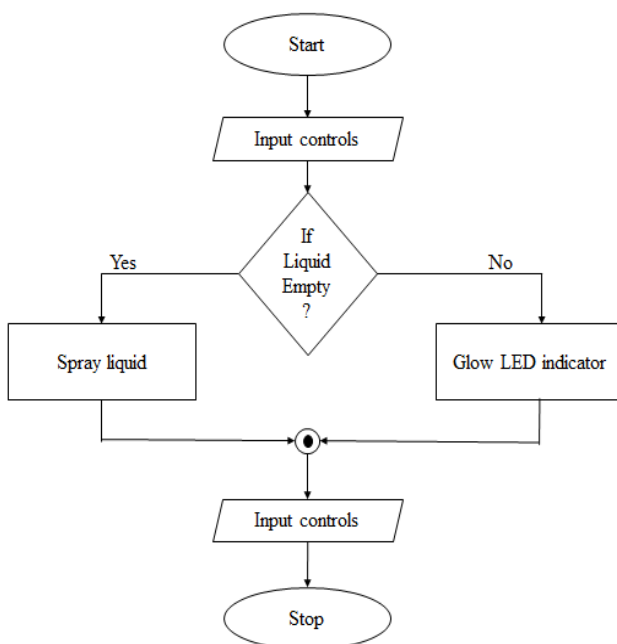 Start
Input controls
If
Liquid
Empty
?
Yes
No
Spray liquid
Glow LED indicator
Input controls
Stop